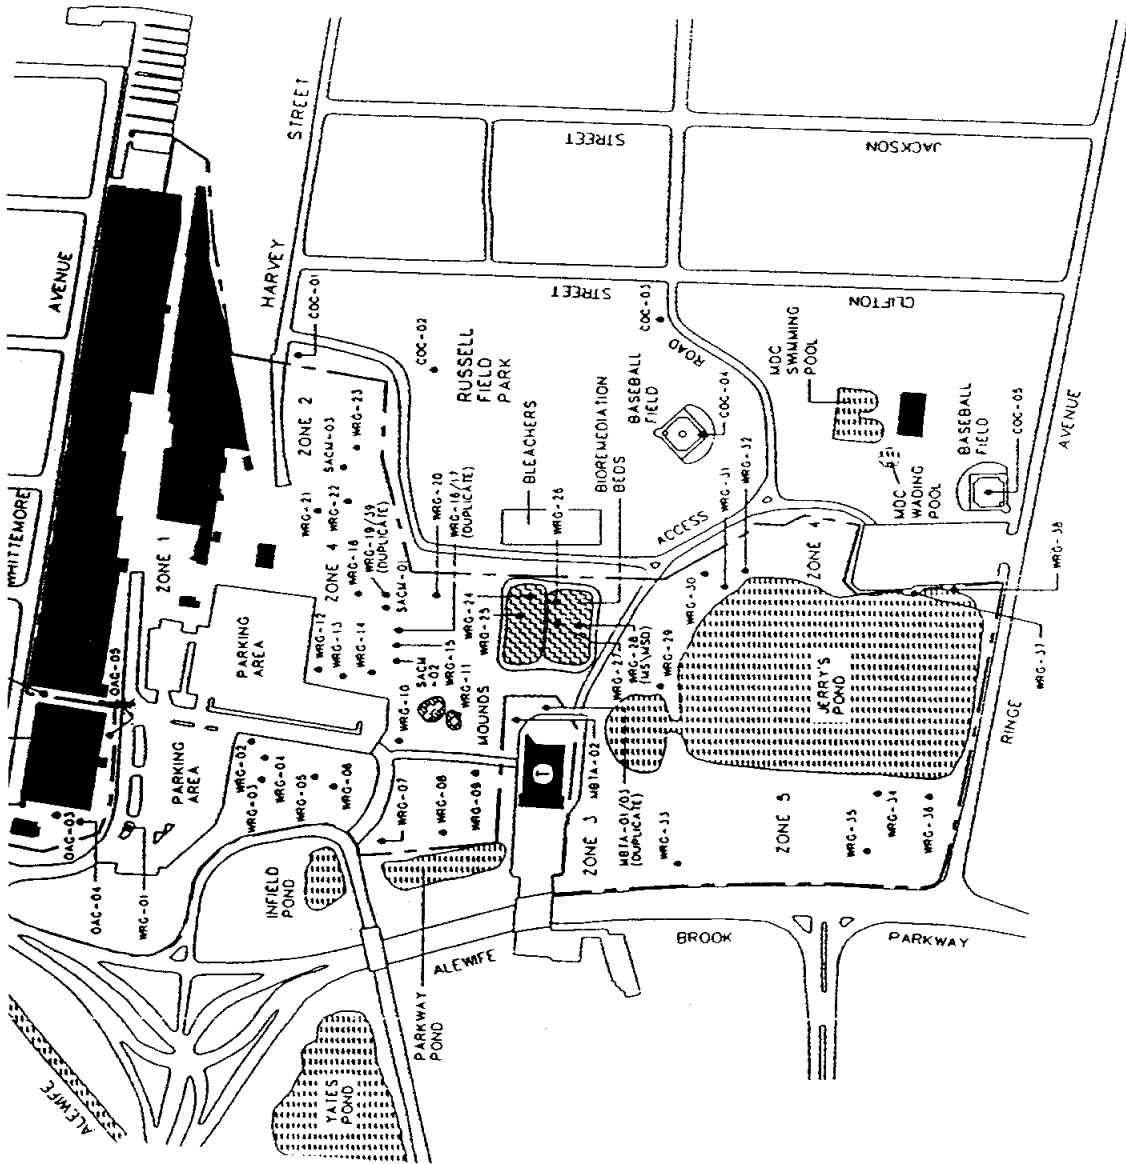 STREET
STREET
JACKSON
HARVEY
AVENUE
STREET
CLIFTON
COC-01
COC-02
COC-03
ROAD
RUSSELL
FIELD
PARK
MDC
SWIMMING
POOL
BASEBALL
FIELD
COC-04
ZONE 2
WRG-23
SACM-03
BLEACHERS
BIOREMEDIATION
BEDS
BASEBALL
FIELD
COC-05
AVENUE
WHITTEMORE
ZONE 1
WRG-21
WRG-22
WRG-20
WRG-16/17
(DUPLICATE)
WRG-26
WRG-31
WRG-32
MDC
WADING
POOL
ACCESS
ZONE 4
WRG-18
WRG-19/39
(DUPLICATE)
SACM-01
ZONE 4
WRG-38
WRG-12
WRG-13
WRG-14
WRG-24
WRG-25
WRG-30
PARKING
AREA
OAC-05
SACM
-02
WRG-15
WRG-11
WRG-10
MOUNDS
WRG-27
WRG-28
(MS\MSD)
WRG-29
JERRY'S
POND
WRG-37
RINGE
PARKING
AREA
WRG-02
WRG-03
WRG-04
WRG-05
WRG-06
WRG-07
WRG-08
WRG-09
T
MBTA-02
MBTA-01/03
(DUPLICATE)
ZONE 3
WRG-33
ZONE 5
WRG-34
WRG-35
WRG-36
OAC-03
OAC-04
WRG-01
INFIELD
POND
ALEWIFE
BROOK
PARKWAY
PARKWAY
POND
YATES
POND
ALEWIFE